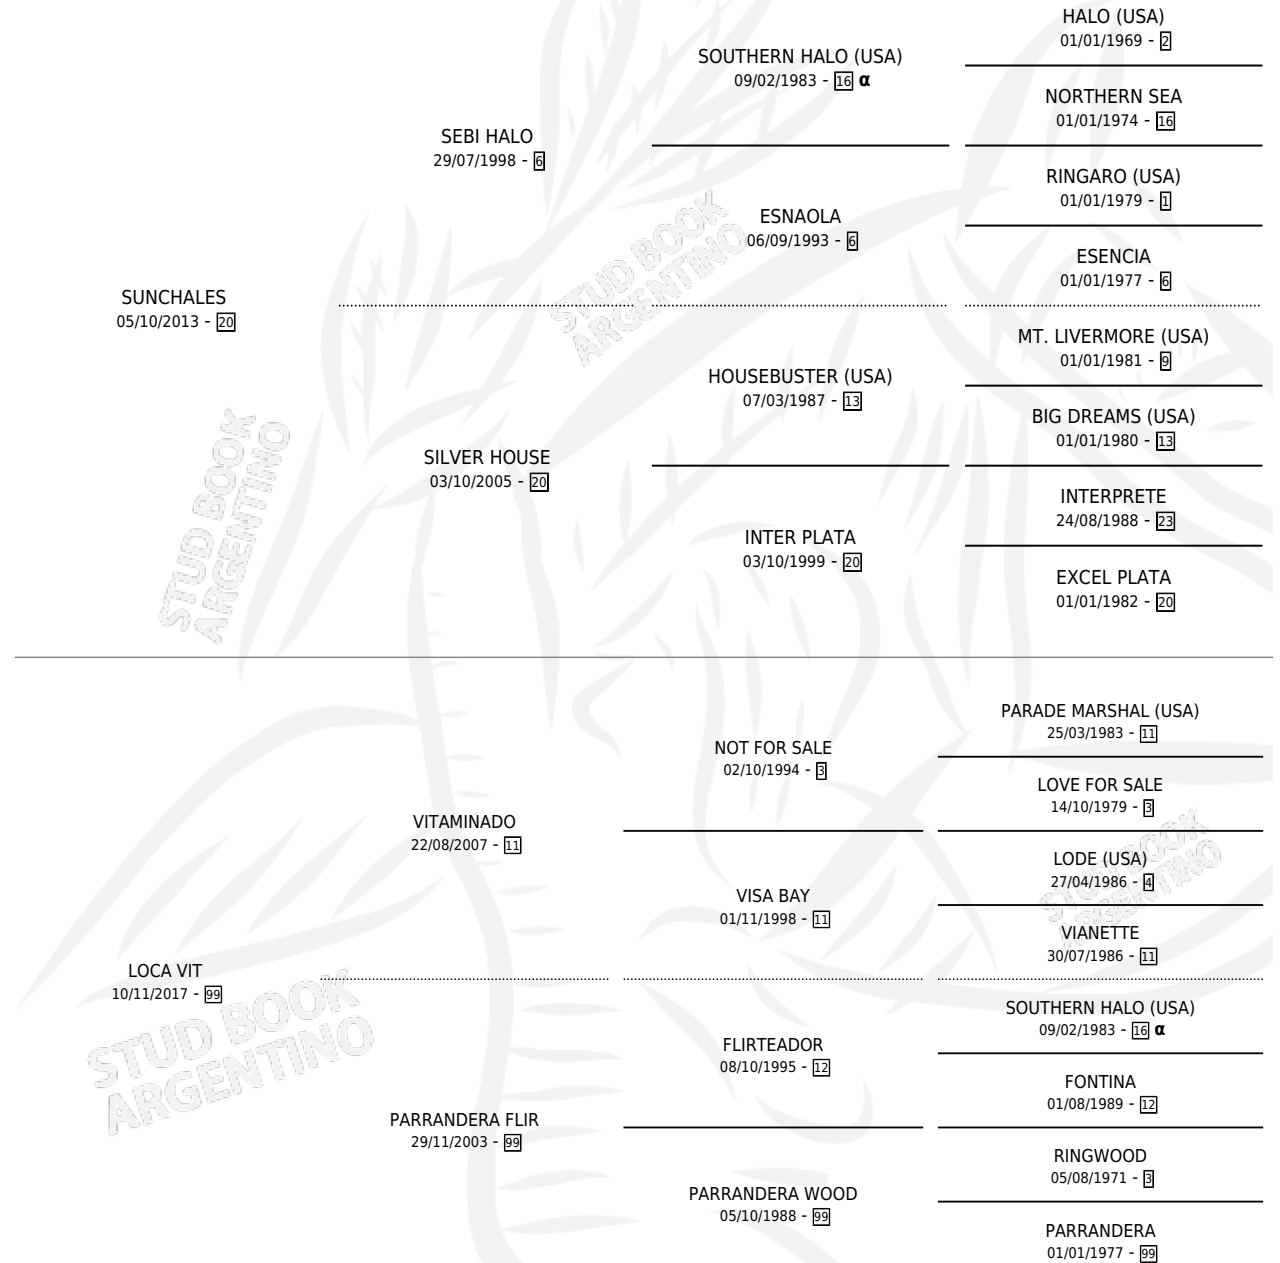 HALO (USA)
01/01/1969 - 2
SOUTHERN HALO (USA)
09/02/1983 - 16 α
NORTHERN SEA
01/01/1974 - 16
SEBI HALO
29/07/1998 - 6
RINGARO (USA)
01/01/1979 - 1
ESNAOLA
06/09/1993 - 6
ESENCIA
01/01/1977 - 6
SUNCHALES
05/10/2013 - 20
MT. LIVERMORE (USA)
01/01/1981 - 9
HOUSEBUSTER (USA)
07/03/1987 - 13
BIG DREAMS (USA)
01/01/1980 - 13
SILVER HOUSE
03/10/2005 - 20
INTERPRETE
24/08/1988 - 23
INTER PLATA
03/10/1999 - 20
EXCEL PLATA
01/01/1982 - 20
PARADE MARSHAL (USA)
25/03/1983 - 11
NOT FOR SALE
02/10/1994 - 3
LOVE FOR SALE
14/10/1979 - 3
VITAMINADO
22/08/2007 - 11
LODE (USA)
27/04/1986 - 4
VISA BAY
01/11/1998 - 11
VIANETTE
30/07/1986 - 11
LOCA VIT
10/11/2017 - 99
SOUTHERN HALO (USA)
09/02/1983 - 16 α
FLIRTEADOR
08/10/1995 - 12
FONTINA
01/08/1989 - 12
PARRANDERA FLIR
29/11/2003 - 99
RINGWOOD
05/08/1971 - 3
PARRANDERA WOOD
05/10/1988 - 99
PARRANDERA
01/01/1977 - 99
STUD BOOK
ARGENTINO
STUD BOOK
ARGENTINO
STUD BOOK
ARGENTINO
STUD BOOK
ARGENTINO